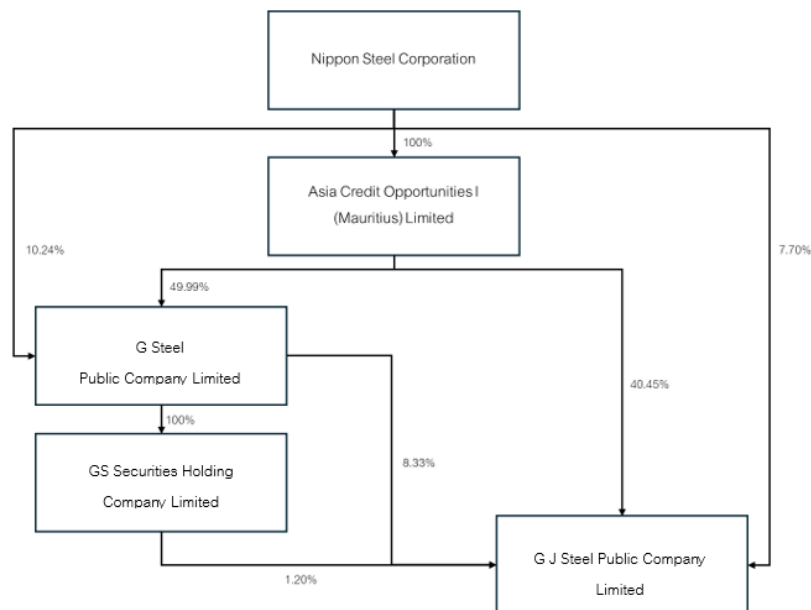 Nippon Steel Corporation
100%
Asia Credit Opportunities I
(Mauritius) Limited
10.24%
7.70%
49.99%
G Steel
Public Company Limited
40.45%
100%
GS Securities Holding
Company Limited
8.33%
G J Steel Public Company
Limited
1.20%